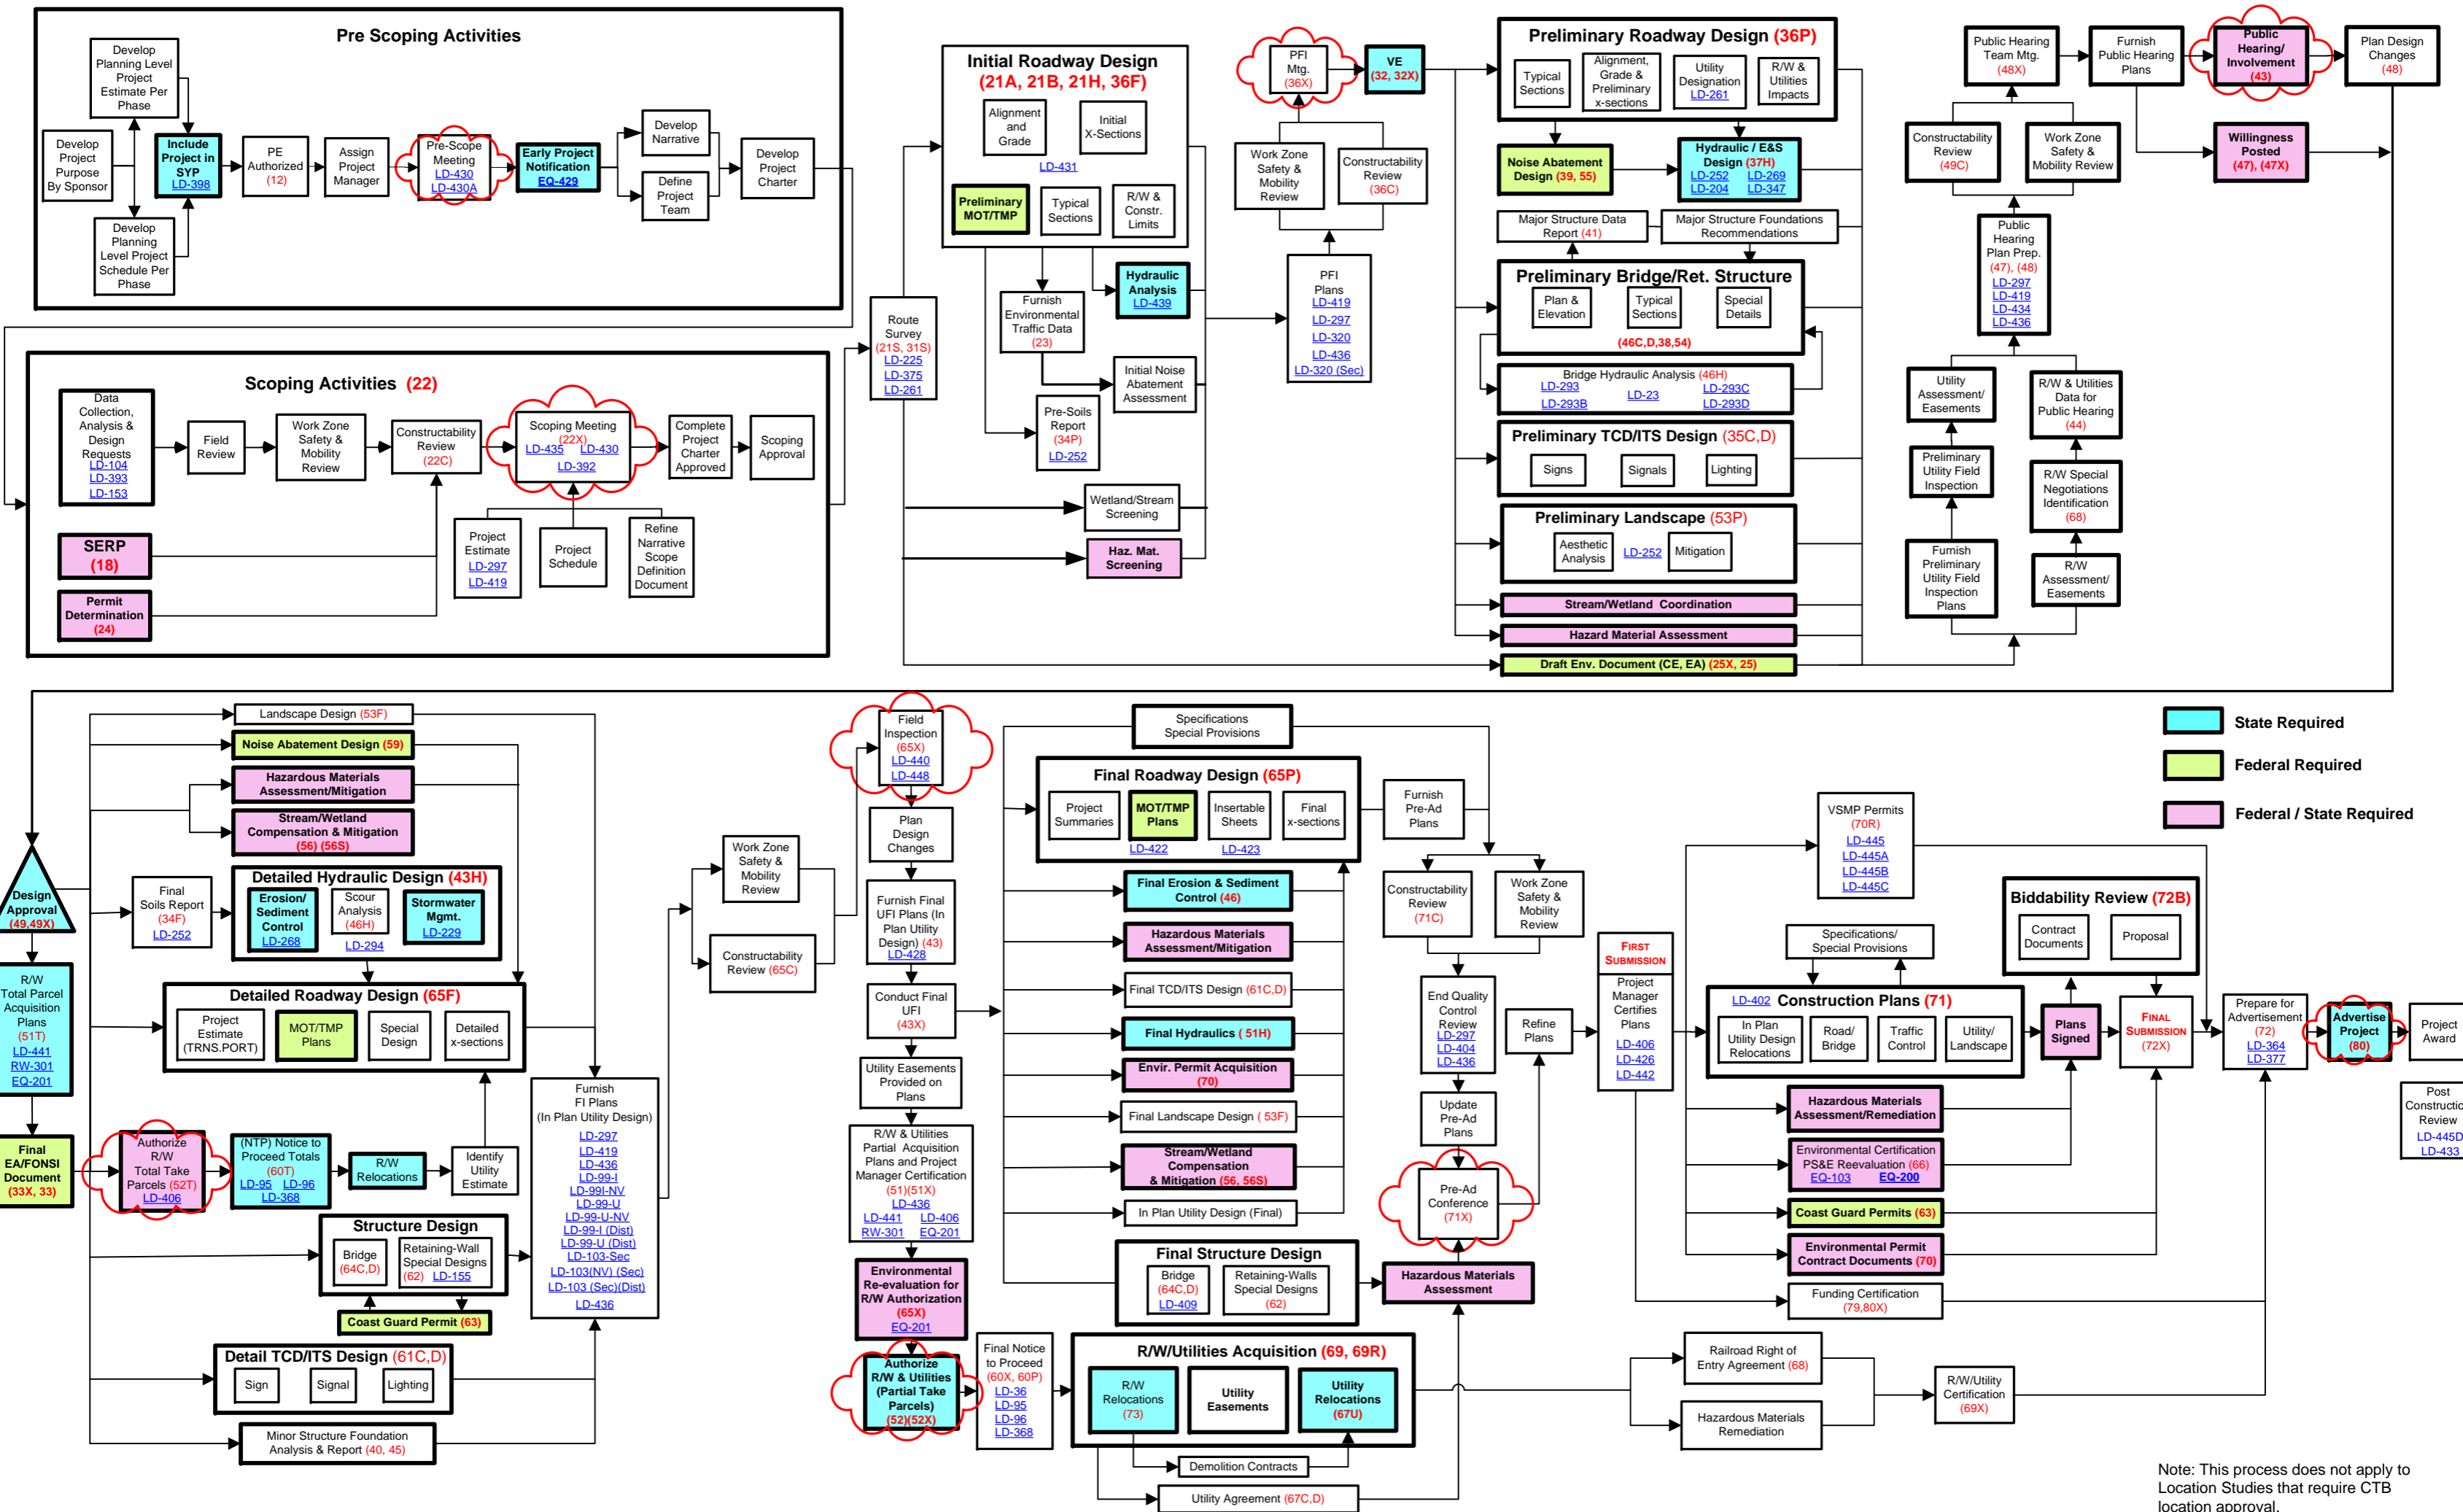 Pre Scoping Activities
Develop
Planning Level
Project
Estimate Per
Phase
Develop
Project
Purpose
By Sponsor
Include
Project in
SYP
LD-398
PE
Authorized
(12)
Assign
Project
Manager
Pre-Scope
Meeting
LD-430
LD-430A
Early Project
Notification
EQ-429
Develop
Narrative
Define
Project
Team
Develop
Project
Charter
Develop
Planning
Level Project
Schedule Per
Phase
Scoping Activities (22)
Data
Collection,
Analysis &
Design
Requests
LD-104
LD-393
LD-153
Field
Review
Work Zone
Safety &
Mobility
Review
Constructability
Review
(22C)
Scoping Meeting
(22X)
LD-435 LD-430
LD-392
Complete
Project
Charter
Approved
Scoping
Approval
SERP
(18)
Permit
Determination
(24)
Project
Estimate
LD-297
LD-419
Project
Schedule
Refine
Narrative
Scope
Definition
Document
Route
Survey
(21S, 31S)
LD-225
LD-375
LD-261
Initial Roadway Design
(21A, 21B, 21H, 36F)
Alignment
and
Grade
Initial
X-Sections
LD-431
Preliminary
MOT/TMP
Typical
Sections
R/W &
Constr.
Limits
Hydraulic
Analysis
LD-439
Furnish
Environmental
Traffic Data
(23)
Initial Noise
Abatement
Assessment
Pre-Soils
Report
(34P)
LD-252
Wetland/Stream
Screening
Haz. Mat.
Screening
PFI
Mtg.
(36X)
VE
(32, 32X)
Work Zone
Safety &
Mobility
Review
Constructability
Review
(36C)
PFI
Plans
LD-419
LD-297
LD-320
LD-436
LD-320 (Sec)
Preliminary Roadway Design (36P)
Typical
Sections
Alignment,
Grade &
Preliminary
x-sections
Utility
Designation
LD-261
R/W &
Utilities
Impacts
Noise Abatement
Design (39, 55)
Hydraulic / E&S
Design (37H)
LD-252 LD-269
LD-204 LD-347
Major Structure Data
Report (41)
Major Structure Foundations
Recommendations
Preliminary Bridge/Ret. Structure
Plan &
Elevation
Typical
Sections
Special
Details
(46C,D,38,54)
Bridge Hydraulic Analysis (46H)
LD-293 LD-23 LD-293C
LD-293B LD-293D
Preliminary TCD/ITS Design (35C,D)
Signs
Signals
Lighting
Preliminary Landscape (53P)
Aesthetic
Analysis
LD-252
Mitigation
Stream/Wetland Coordination
Hazard Material Assessment
Draft Env. Document (CE, EA) (25X, 25)
Public Hearing
Team Mtg.
(48X)
Furnish
Public Hearing
Plans
Public
Hearing/
Involvement
(43)
Plan Design
Changes
(48)
Constructability
Review
(49C)
Work Zone
Safety &
Mobility Review
Willingness
Posted
(47), (47X)
Public
Hearing
Plan Prep.
(47), (48)
LD-297
LD-419
LD-434
LD-436
Utility
Assessment/
Easements
R/W & Utilities
Data for
Public Hearing
(44)
Preliminary
Utility Field
Inspection
R/W Special
Negotiations
Identification
(68)
Furnish
Preliminary
Utility Field
Inspection
Plans
R/W
Assessment/
Easements
State Required
Federal Required
Federal / State Required
Landscape Design (53F)
Noise Abatement Design (59)
Hazardous Materials
Assessment/Mitigation
Stream/Wetland
Compensation & Mitigation
(56) (56S)
Design
Approval
(49,49X)
Final
Soils Report
(34F)
LD-252
Detailed Hydraulic Design (43H)
Erosion/
Sediment
Control
LD-268
Scour
Analysis
(46H)
LD-294
Stormwater
Mgmt.
LD-229
R/W
Total Parcel
Acquisition
Plans
(51T)
LD-441
RW-301
EQ-201
Detailed Roadway Design (65F)
Project
Estimate
(TRNS.PORT)
MOT/TMP
Plans
Special
Design
Detailed
x-sections
Final
EA/FONSI
Document
(33X, 33)
Authorize
R/W
Total Take
Parcels (52T)
LD-406
(NTP) Notice to
Proceed Totals
(60T)
LD-95 LD-96
LD-368
R/W
Relocations
Identify
Utility
Estimate
Structure Design
Bridge
(64C,D)
Retaining-Wall
Special Designs
(62) LD-155
Coast Guard Permit (63)
Detail TCD/ITS Design (61C,D)
Sign
Signal
Lighting
Minor Structure Foundation
Analysis & Report (40, 45)
Furnish
FI Plans
(In Plan Utility Design)
LD-297
LD-419
LD-436
LD-99-I
LD-99I-NV
LD-99-U
LD-99-U-NV
LD-99-I (Dist)
LD-99-U (Dist)
LD-103-Sec
LD-103(NV) (Sec)
LD-103 (Sec)(Dist)
LD-436
Work Zone
Safety &
Mobility
Review
Constructability
Review (65C)
Field
Inspection
(65X)
LD-440
LD-448
Plan
Design
Changes
Furnish Final
UFI Plans (In
Plan Utility
Design) (43)
LD-428
Conduct Final
UFI
(43X)
Utility Easements
Provided on
Plans
R/W & Utilities
Partial Acquisition
Plans and Project
Manager Certification
(51)(51X)
LD-436
LD-441 LD-406
RW-301 EQ-201
Environmental
Re-evaluation for
R/W Authorization
(65X)
EQ-201
Authorize
R/W & Utilities
(Partial Take
Parcels)
(52)(52X)
Final Notice
to Proceed
(60X, 60P)
LD-36
LD-95
LD-96
LD-368
Specifications
Special Provisions
Final Roadway Design (65P)
Project
Summaries
MOT/TMP
Plans
Insertable
Sheets
Final
x-sections
LD-422 LD-423
Final Erosion & Sediment
Control (46)
Hazardous Materials
Assessment/Mitigation
Final TCD/ITS Design (61C,D)
Final Hydraulics ( 51H)
Envir. Permit Acquisition
(70)
Final Landscape Design ( 53F)
Stream/Wetland
Compensation
& Mitigation (56, 56S)
In Plan Utility Design (Final)
Final Structure Design
Bridge
(64C,D)
LD-409
Retaining-Walls
Special Designs
(62)
R/W/Utilities Acquisition (69, 69R)
R/W
Relocations
(73)
Utility
Easements
Utility
Relocations
(67U)
Demolition Contracts
Utility Agreement (67C,D)
Furnish
Pre-Ad
Plans
Constructability
Review
(71C)
Work Zone
Safety &
Mobility
Review
End Quality
Control
Review
LD-297
LD-404
LD-436
Update
Pre-Ad
Plans
Pre-Ad
Conference
(71X)
Hazardous Materials
Assessment
Refine
Plans
FIRST
SUBMISSION
Project
Manager
Certifies
Plans
LD-406
LD-426
LD-442
VSMP Permits
(70R)
LD-445
LD-445A
LD-445B
LD-445C
Specifications/
Special Provisions
LD-402 Construction Plans (71)
In Plan
Utility Design
Relocations
Road/
Bridge
Traffic
Control
Utility/
Landscape
Hazardous Materials
Assessment/Remediation
Environmental Certification
PS&E Reevaluation (66)
EQ-103 EQ-200
Coast Guard Permits (63)
Environmental Permit
Contract Documents (70)
Funding Certification
(79,80X)
Railroad Right of
Entry Agreement (68)
Hazardous Materials
Remediation
R/W/Utility
Certification
(69X)
Biddability Review (72B)
Contract
Documents
Proposal
Plans
Signed
FINAL
SUBMISSION
(72X)
Prepare for
Advertisement
(72)
LD-364
LD-377
Advertise
Project
(80)
Project
Award
Post
Constructio
Review
LD-445D
LD-433
Note: This process does not apply to
Location Studies that require CTB
location approval.